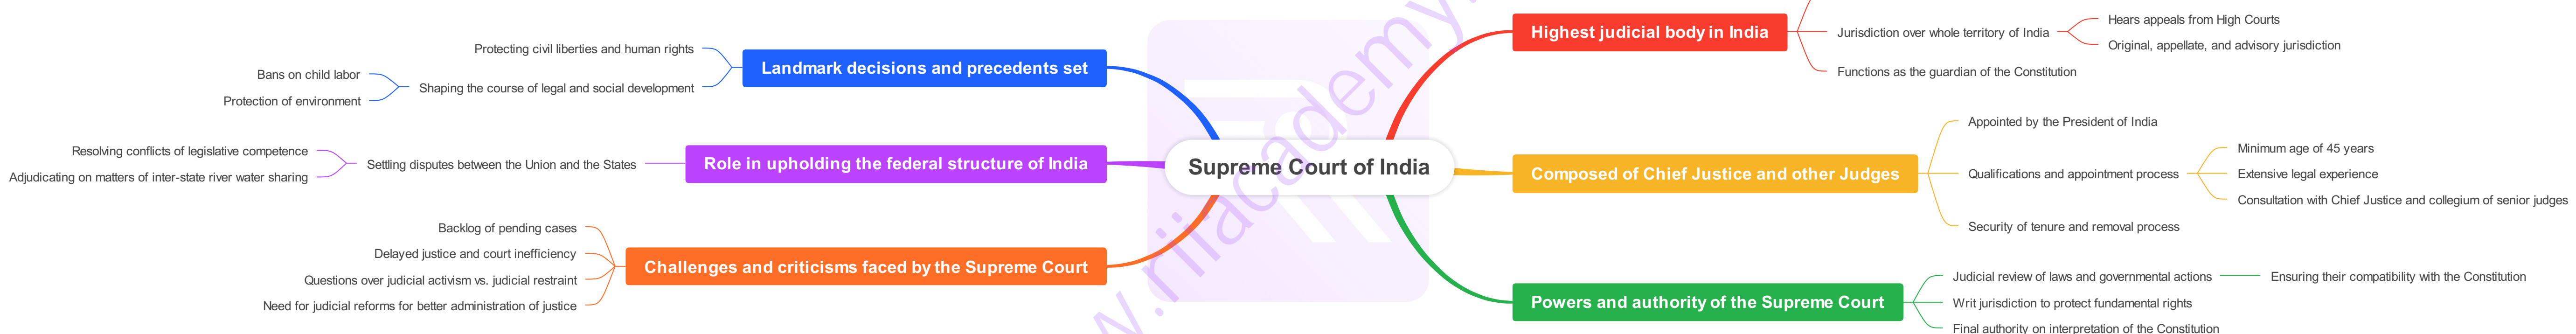 Supreme Court of India
Highest judicial body in India
Jurisdiction over whole territory of India
Hears appeals from High Courts
Original, appellate, and advisory jurisdiction
Functions as the guardian of the Constitution
Composed of Chief Justice and other Judges
Appointed by the President of India
Qualifications and appointment process
Minimum age of 45 years
Extensive legal experience
Consultation with Chief Justice and collegium of senior judges
Security of tenure and removal process
Powers and authority of the Supreme Court
Judicial review of laws and governmental actions
Ensuring their compatibility with the Constitution
Writ jurisdiction to protect fundamental rights
Final authority on interpretation of the Constitution
Landmark decisions and precedents set
Protecting civil liberties and human rights
Shaping the course of legal and social development
Bans on child labor
Protection of environment
Role in upholding the federal structure of India
Settling disputes between the Union and the States
Resolving conflicts of legislative competence
Adjudicating on matters of inter-state river water sharing
Challenges and criticisms faced by the Supreme Court
Backlog of pending cases
Delayed justice and court inefficiency
Questions over judicial activism vs. judicial restraint
Need for judicial reforms for better administration of justice